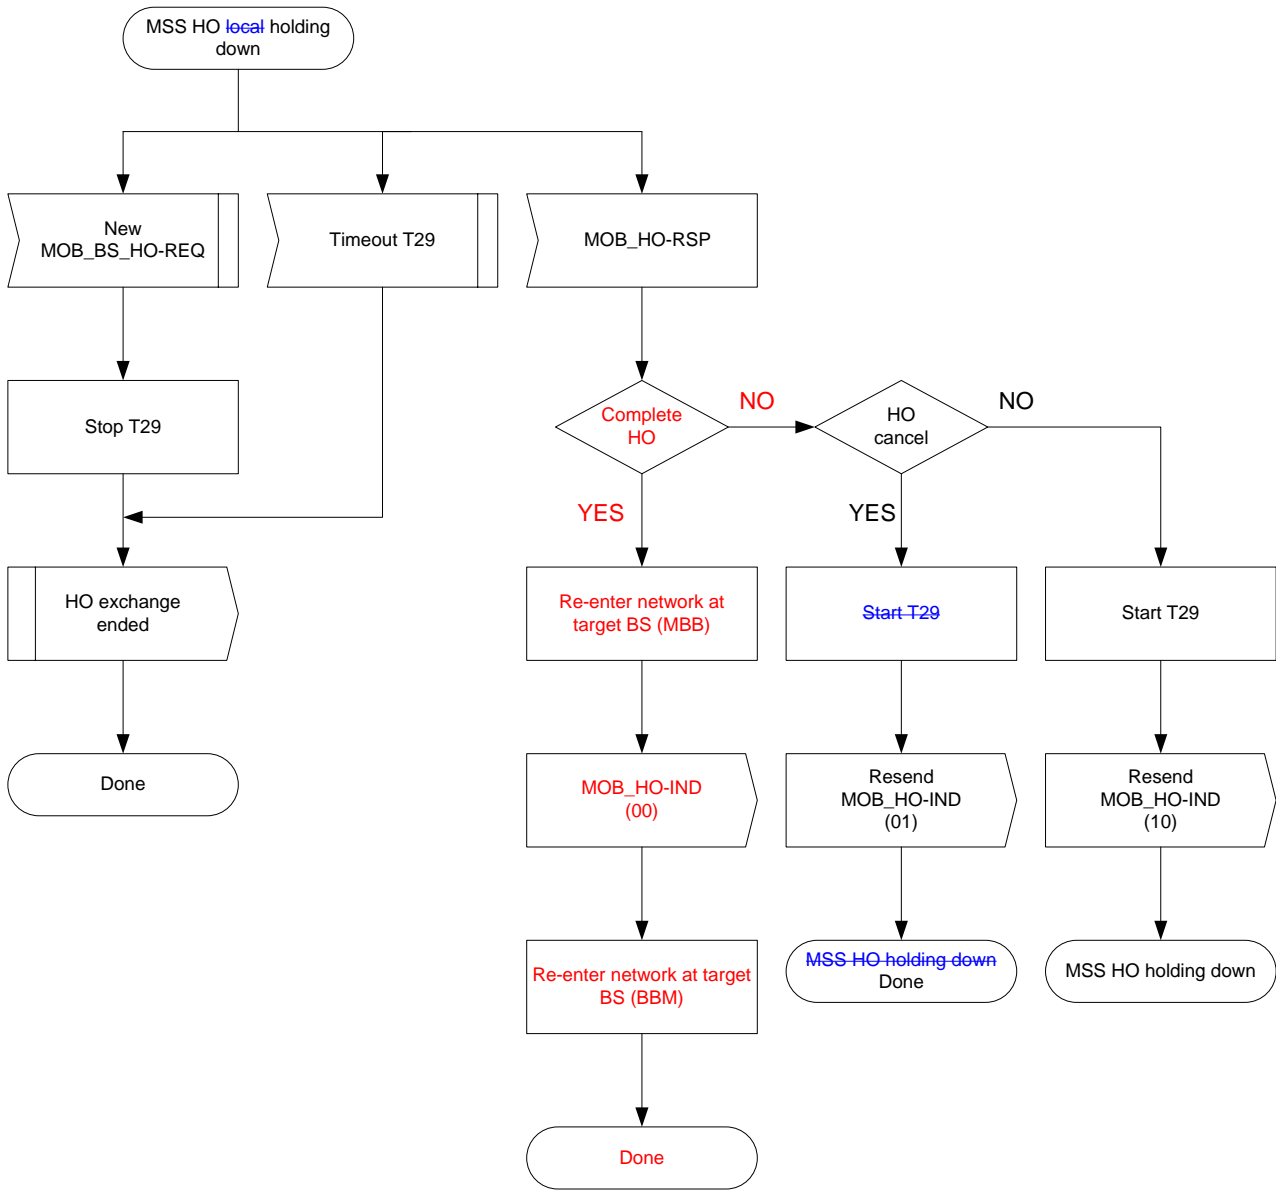 MSS HO local holding
down
New
MOB_BS_HO-REQ
Timeout T29
MOB_HO-RSP
Stop T29
Complete
HO
NO
HO
cancel
NO
YES
YES
HO exchange
ended
Re-enter network at
target BS (MBB)
Start T29
Start T29
Done
MOB_HO-IND
(00)
Resend
MOB_HO-IND
(01)
Resend
MOB_HO-IND
(10)
Re-enter network at target
BS (BBM)
MSS HO holding down
Done
MSS HO holding down
Done